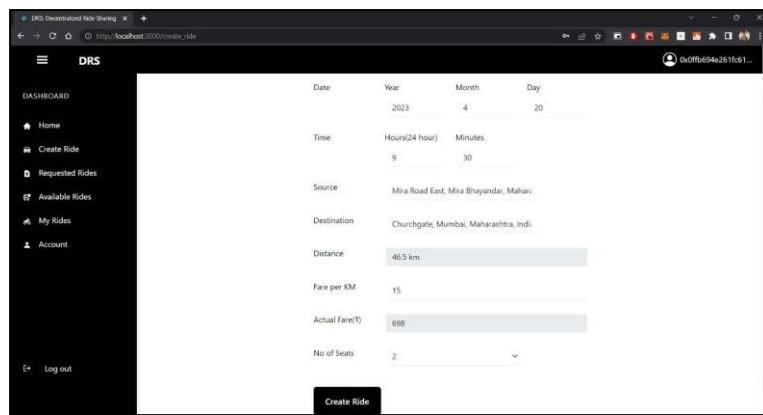 DRS: Decentralized Ride Sharing
http://localhost:3000/create_ride
DRS
0x0ffb694e261fc61...
DASHBOARD
Home
Create Ride
Requested Rides
Available Rides
My Rides
Account
Log out
Date Year Month Day
2023 4 20
Time Hours(24 hour) Minutes
9 30
Source Mira Road East, Mira Bhayandar, Mahara
Destination Churchgate, Mumbai, Maharashtra, Indi
Distance 46.5 km
Fare per KM 15
Actual Fare(₹) 698
No of Seats 2
Create Ride